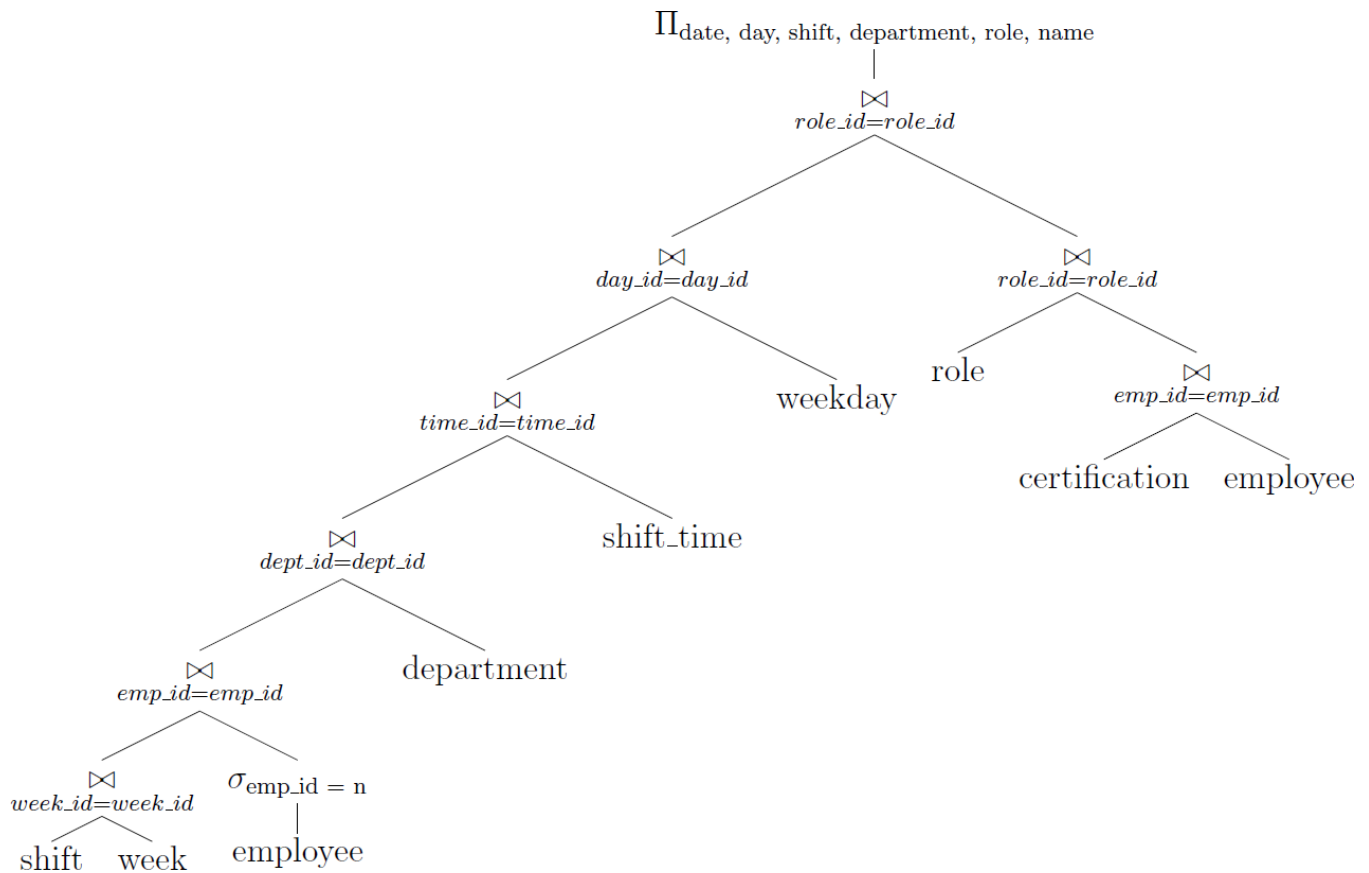 Π date, day, shift, department, role, name
⋈
role_id=role_id
⋈
day_id=day_id
⋈
role_id=role_id
role
⋈
emp_id=emp_id
weekday
⋈
time_id=time_id
certification
employee
shift_time
⋈
dept_id=dept_id
department
⋈
emp_id=emp_id
⋈
week_id=week_id
σ emp_id = n
shift
week
employee